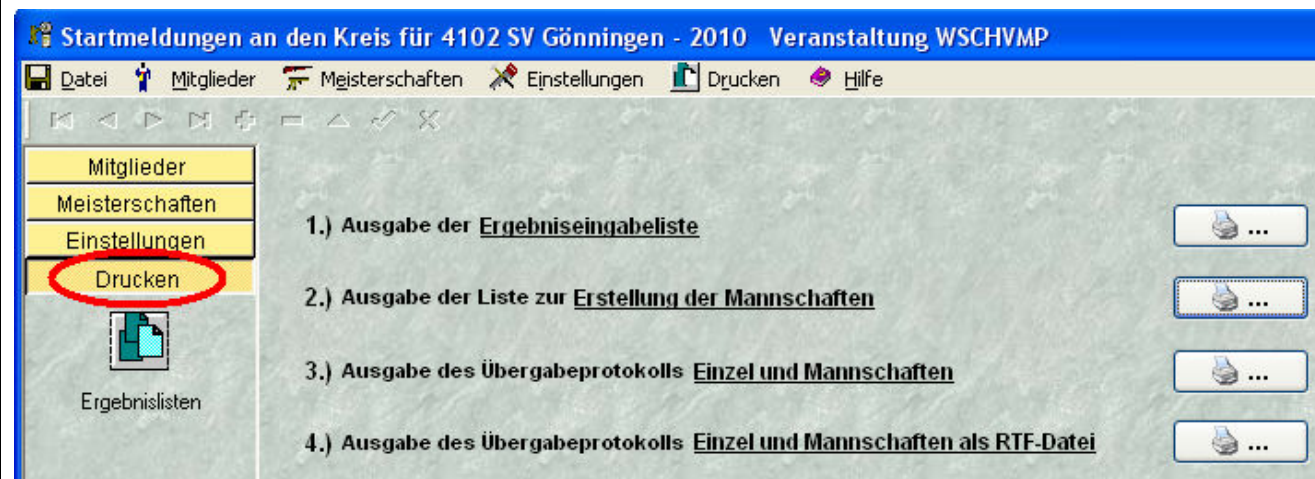 Startmeldungen an den Kreis für 4102 SV Gönningen - 2010 Veranstaltung WSCHVMP
Datei Mitglieder Meisterschaften Einstellungen Drucken Hilfe
Mitglieder
Meisterschaften
Einstellungen
Drucken
Ergebnislisten
1.) Ausgabe der Ergebniseingabeliste ...
2.) Ausgabe der Liste zur Erstellung der Mannschaften ...
3.) Ausgabe des Übergabeprotokolls Einzel und Mannschaften ...
4.) Ausgabe des Übergabeprotokolls Einzel und Mannschaften als RTF-Datei ...